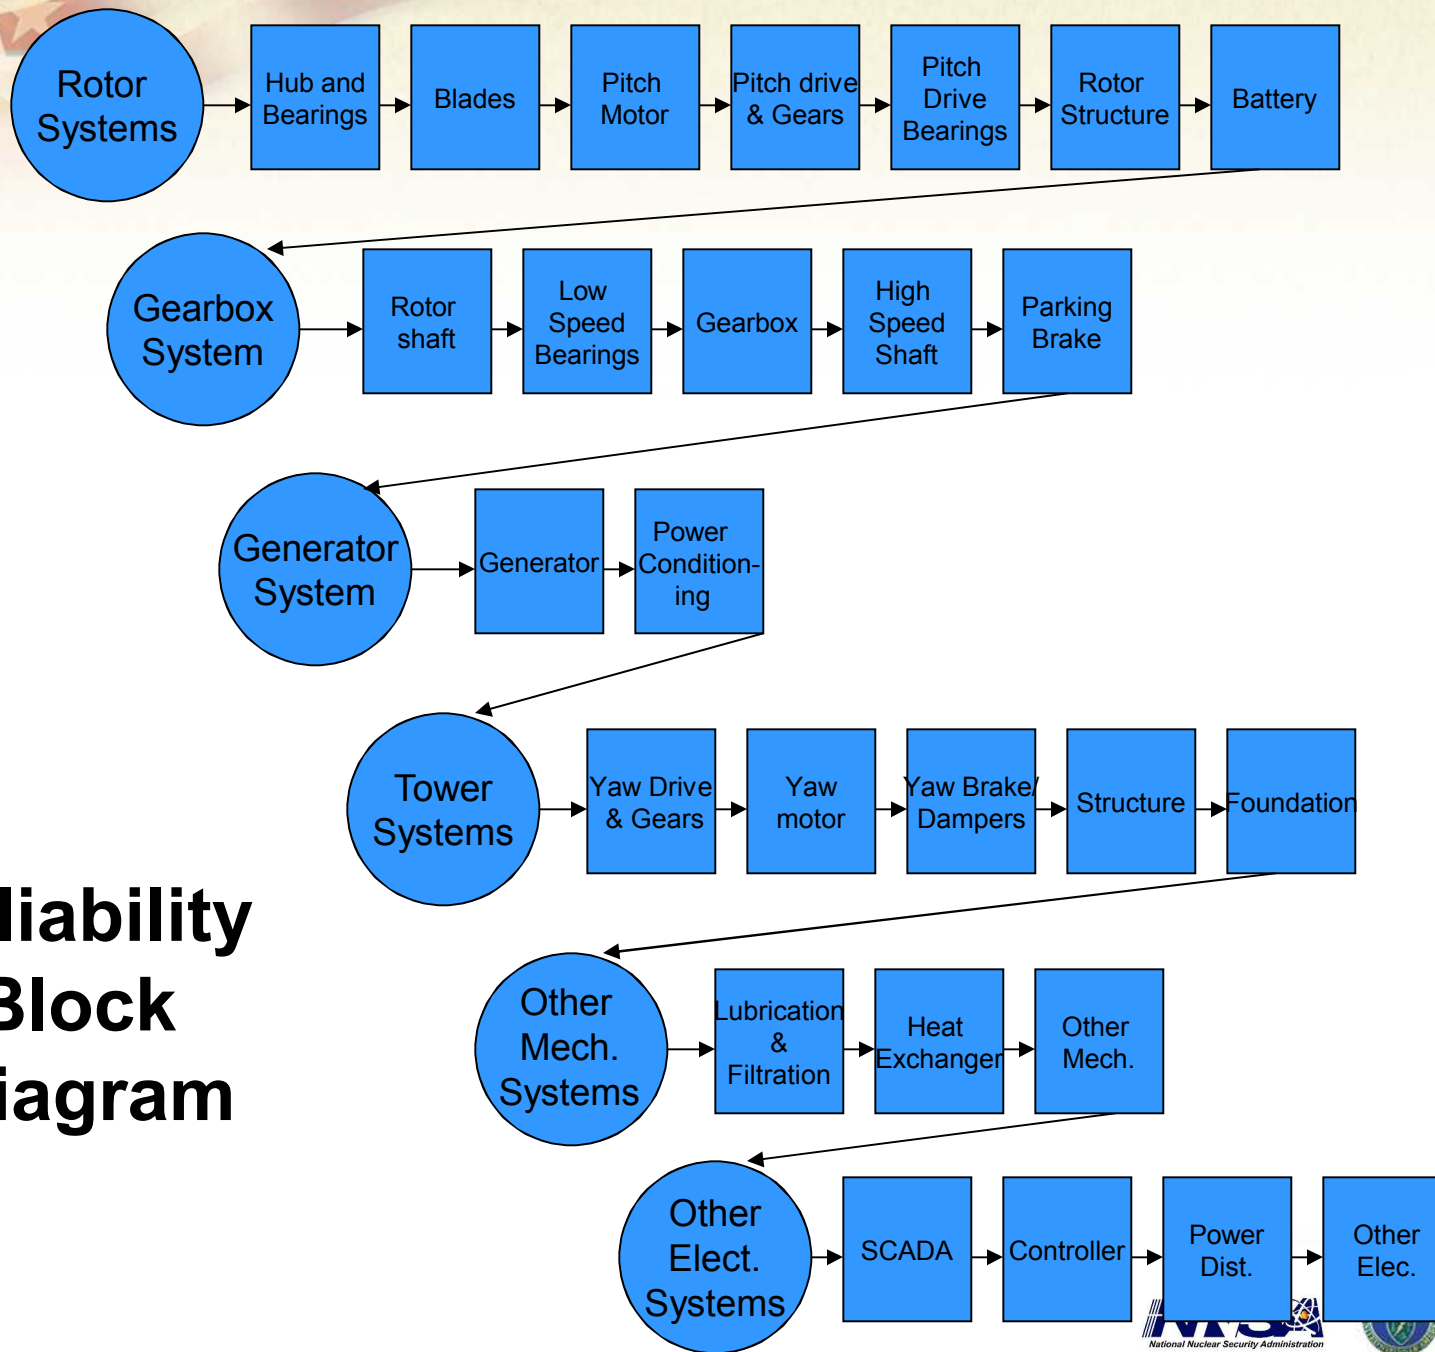 Rotor
Systems
Hub and
Bearings
Blades
Pitch
Motor
Pitch drive
& Gears
Pitch
Drive
Bearings
Rotor
Structure
Battery
Gearbox
System
Rotor
shaft
Low
Speed
Bearings
Gearbox
High
Speed
Shaft
Parking
Brake
Generator
System
Generator
Power
Condition-
ing
Tower
Systems
Yaw Drive
& Gears
Yaw
motor
Yaw Brake/
Dampers
Structure
Foundation
liability
Block
iagram
Other
Mech.
Systems
Lubrication
&
Filtration
Heat
Exchanger
Other
Mech.
Other
Elect.
Systems
SCADA
Controller
Power
Dist.
Other
Elec.
National Nuclear Security Administration